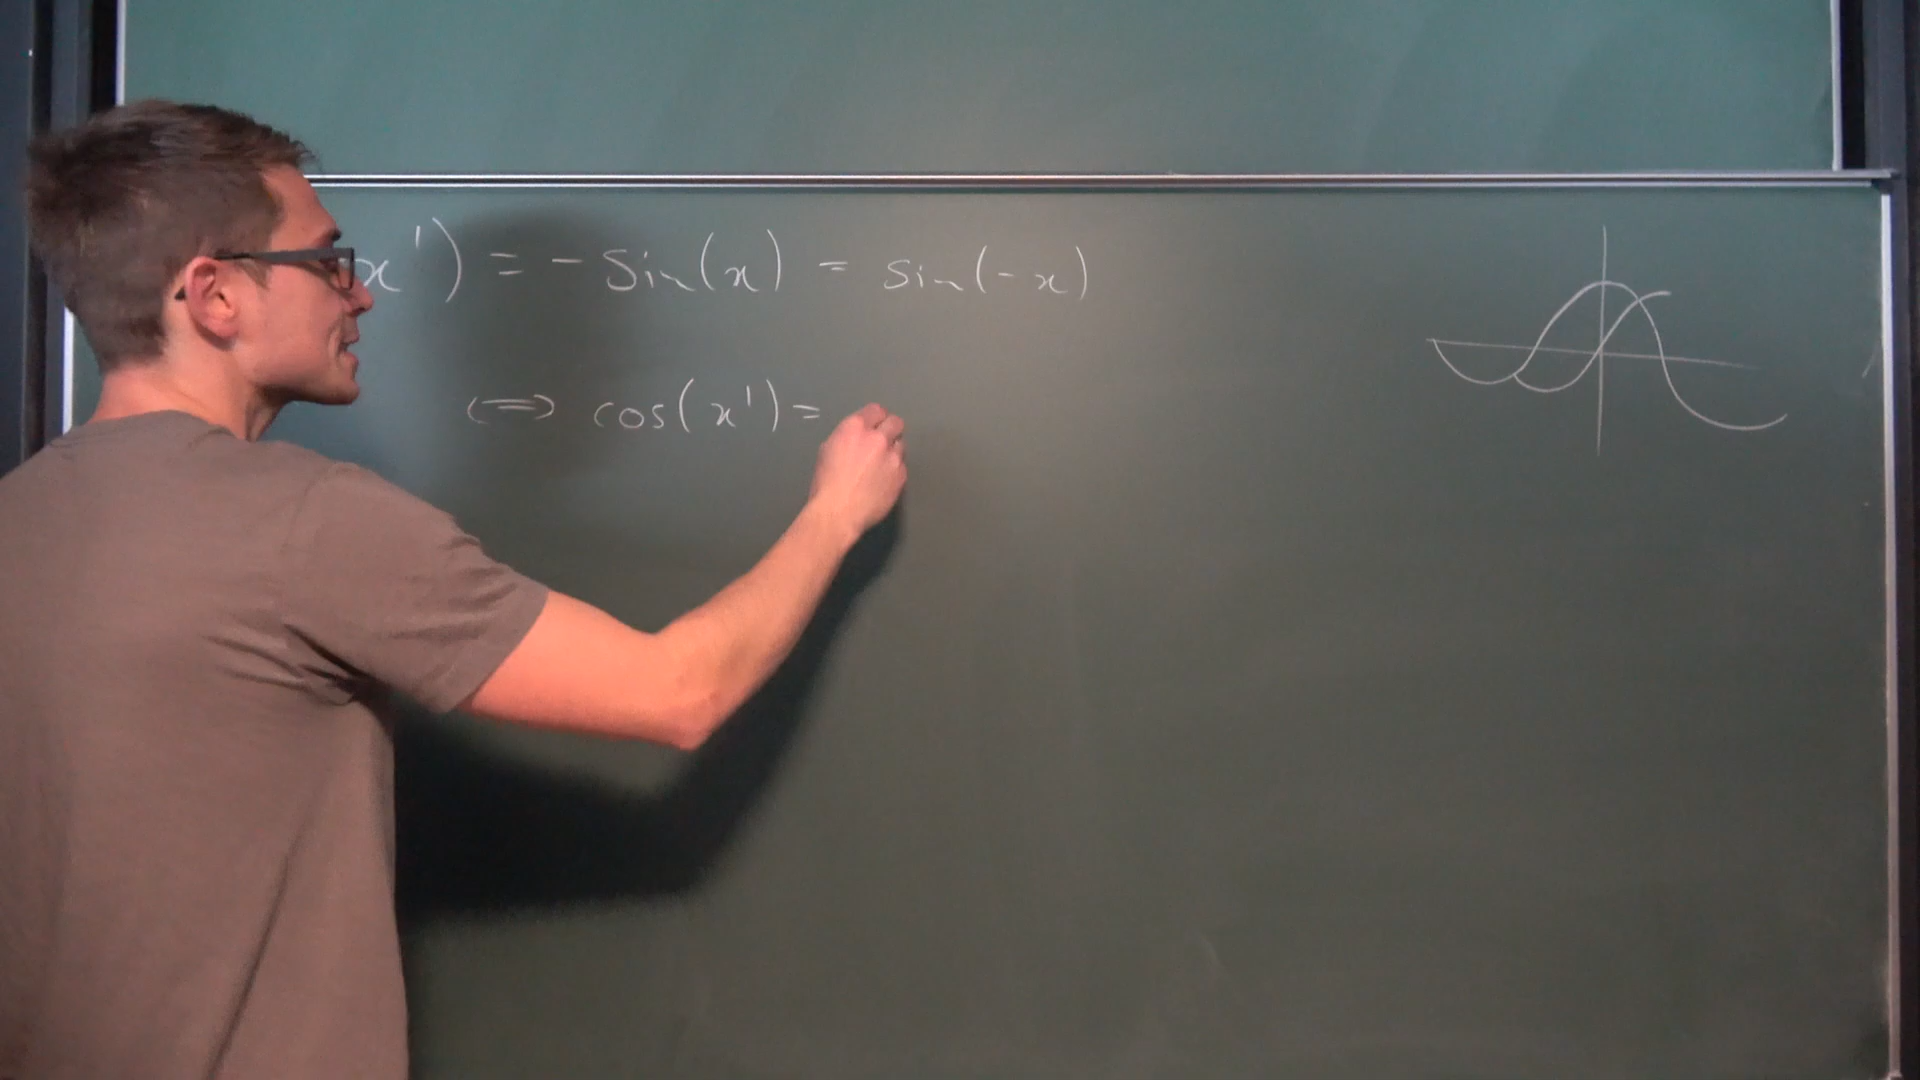 x') = - sin(x) = sin(-x)
⟺ cos(x') =